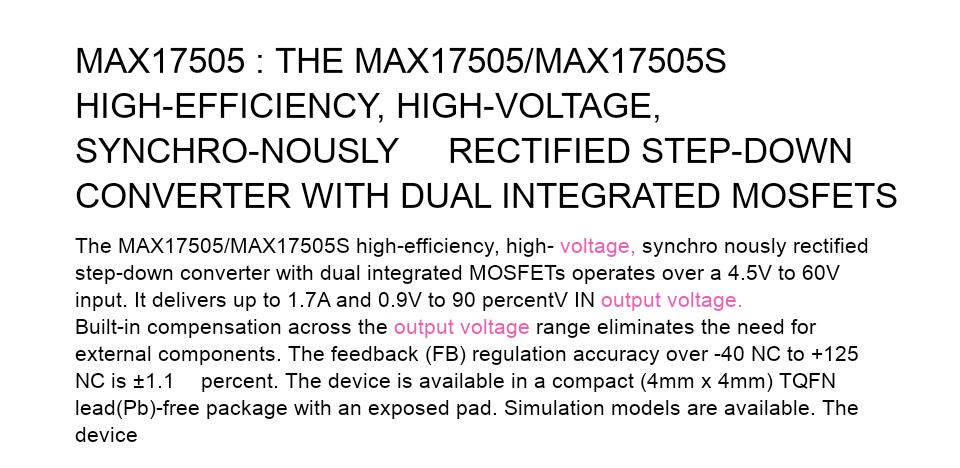 MAX17505 : THE MAX17505/MAX17505S
HIGH-EFFICIENCY, HIGH-VOLTAGE,
SYNCHRO-NOUSLY RECTIFIED STEP-DOWN
CONVERTER WITH DUAL INTEGRATED MOSFETS
The MAX17505/MAX17505S high-efficiency, high- voltage, synchro nously rectified
step-down converter with dual integrated MOSFETs operates over a 4.5V to 60V
input. It delivers up to 1.7A and 0.9V to 90 percentV IN output voltage.
Built-in compensation across the output voltage range eliminates the need for
external components. The feedback (FB) regulation accuracy over -40 NC to +125
NC is ±1.1 percent. The device is available in a compact (4mm x 4mm) TQFN
lead(Pb)-free package with an exposed pad. Simulation models are available. The
device